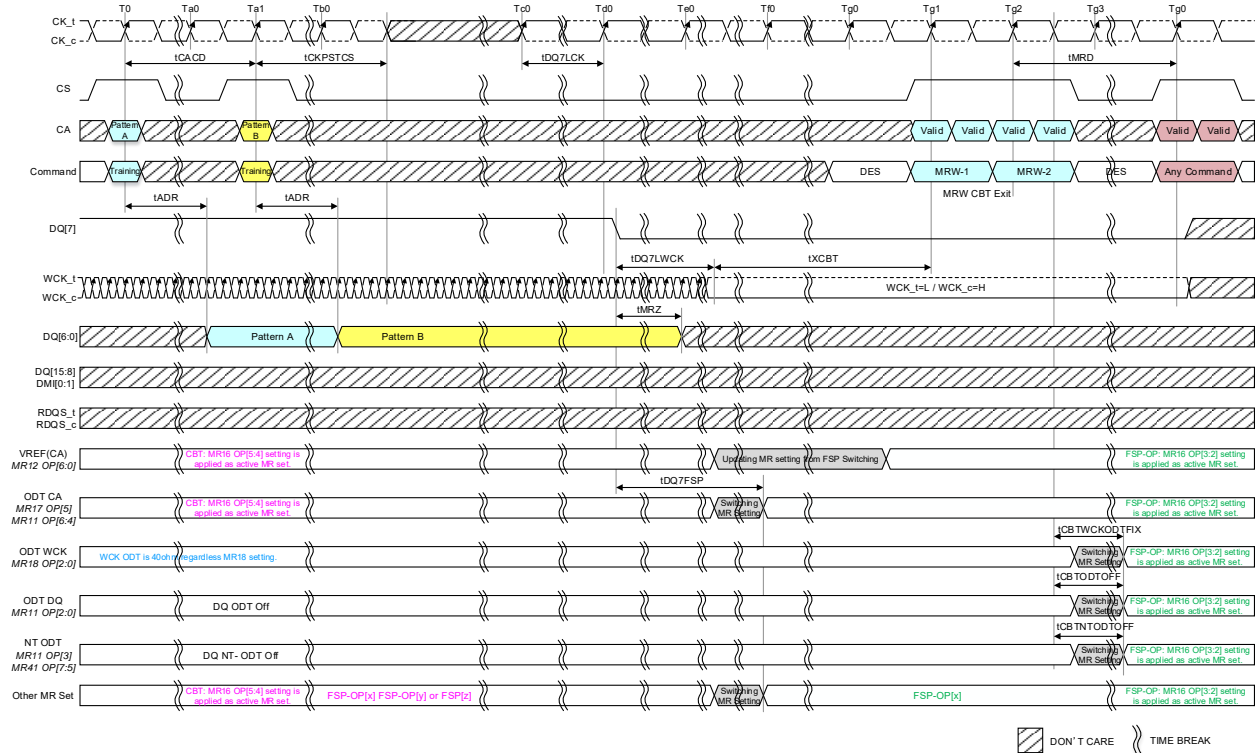 T0 Ta0 Ta1 Tb0 Tc0 Td0 Te0 Tf0 Tg0 Tg1 Tg2 Tg3 Tg0
CK_t
CK_c
tCACD tCKPSTCS tDQ7LCK tMRD
CS
CA
Pattern A
Pattern B
Valid Valid Valid Valid Valid Valid
Command
Training Training DES MRW-1 MRW-2 DES Any Command
MRW CBT Exit
tADR tADR
DQ[7]
tDQ7LWCK tXCBT
WCK_t
WCK_c
WCK_t=L / WCK_c=H
tMRZ
DQ[6:0]
Pattern A Pattern B
DQ[15:8]
DMI[0:1]
RDQS_t
RDQS_c
VREF(CA)
MR12 OP[6:0]
CBT: MR16 OP[5:4] setting is
applied as active MR set.
Updating MR setting from FSP Switching
FSP-OP: MR16 OP[3:2] setting
is applied as active MR set.
tDQ7FSP
ODT CA
MR17 OP[5]
MR11 OP[6:4]
CBT: MR16 OP[5:4] setting is
applied as active MR set.
Switching
MR Setting
FSP-OP: MR16 OP[3:2] setting
is applied as active MR set.
tCBTWCKODTFIX
ODT WCK
MR18 OP[2:0]
WCK ODT is 40ohm regardless MR18 setting.
Switching
MR Setting
FSP-OP: MR16 OP[3:2] setting
is applied as active MR set.
tCBTODTOFF
ODT DQ
MR11 OP[2:0]
DQ ODT Off
Switching
MR Setting
FSP-OP: MR16 OP[3:2] setting
is applied as active MR set.
tCBTNTODTOFF
NT ODT
MR11 OP[3]
MR41 OP[7:5]
DQ NT- ODT Off
Switching
MR Setting
FSP-OP: MR16 OP[3:2] setting
is applied as active MR set.
Other MR Set
CBT: MR16 OP[5:4] setting is
applied as active MR set.
FSP-OP[x] FSP-OP[y] or FSP[z]
Switching
MR Setting
FSP-OP[x]
FSP-OP: MR16 OP[3:2] setting
is applied as active MR set.
DON'T CARE
TIME BREAK